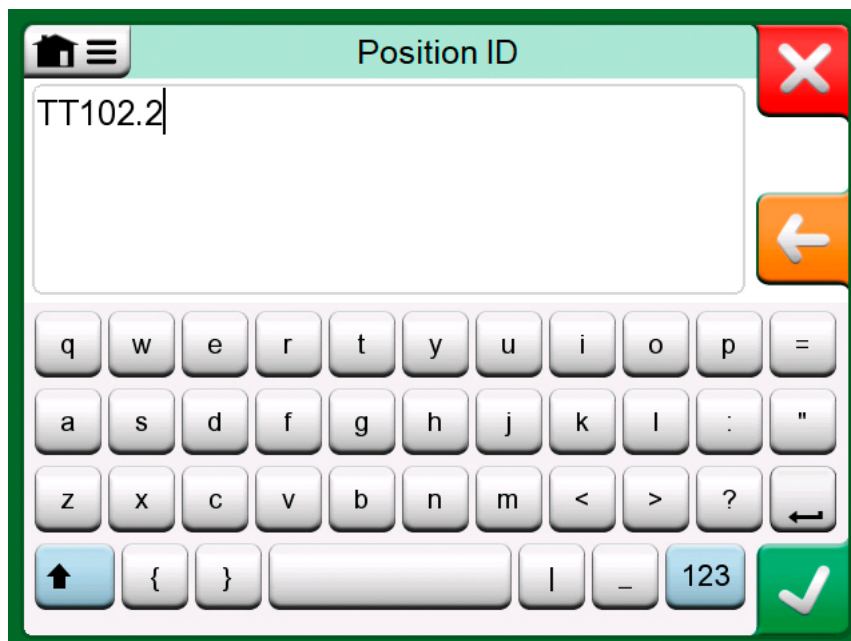 Position ID
TT102.2
q w e r t y u i o p =
a s d f g h j k l : "
z x c v b n m < > ?
{ } | _ 123